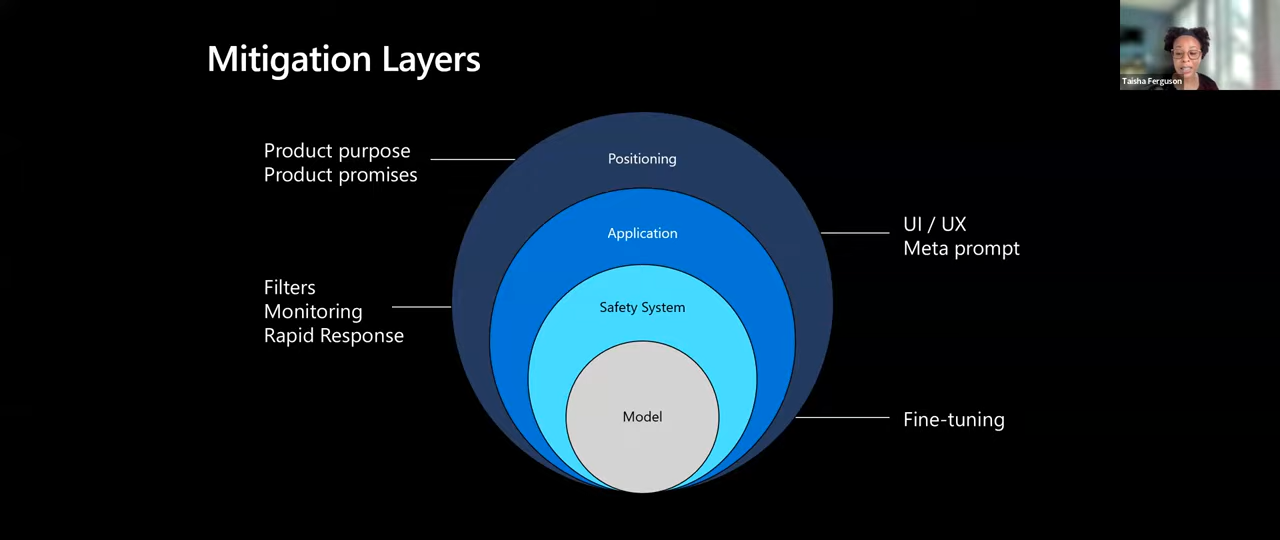 Mitigation Layers
Taisha Ferguson
Product purpose
Product promises
Positioning
UI / UX
Meta prompt
Application
Filters
Monitoring
Rapid Response
Safety System
Model
Fine-tuning